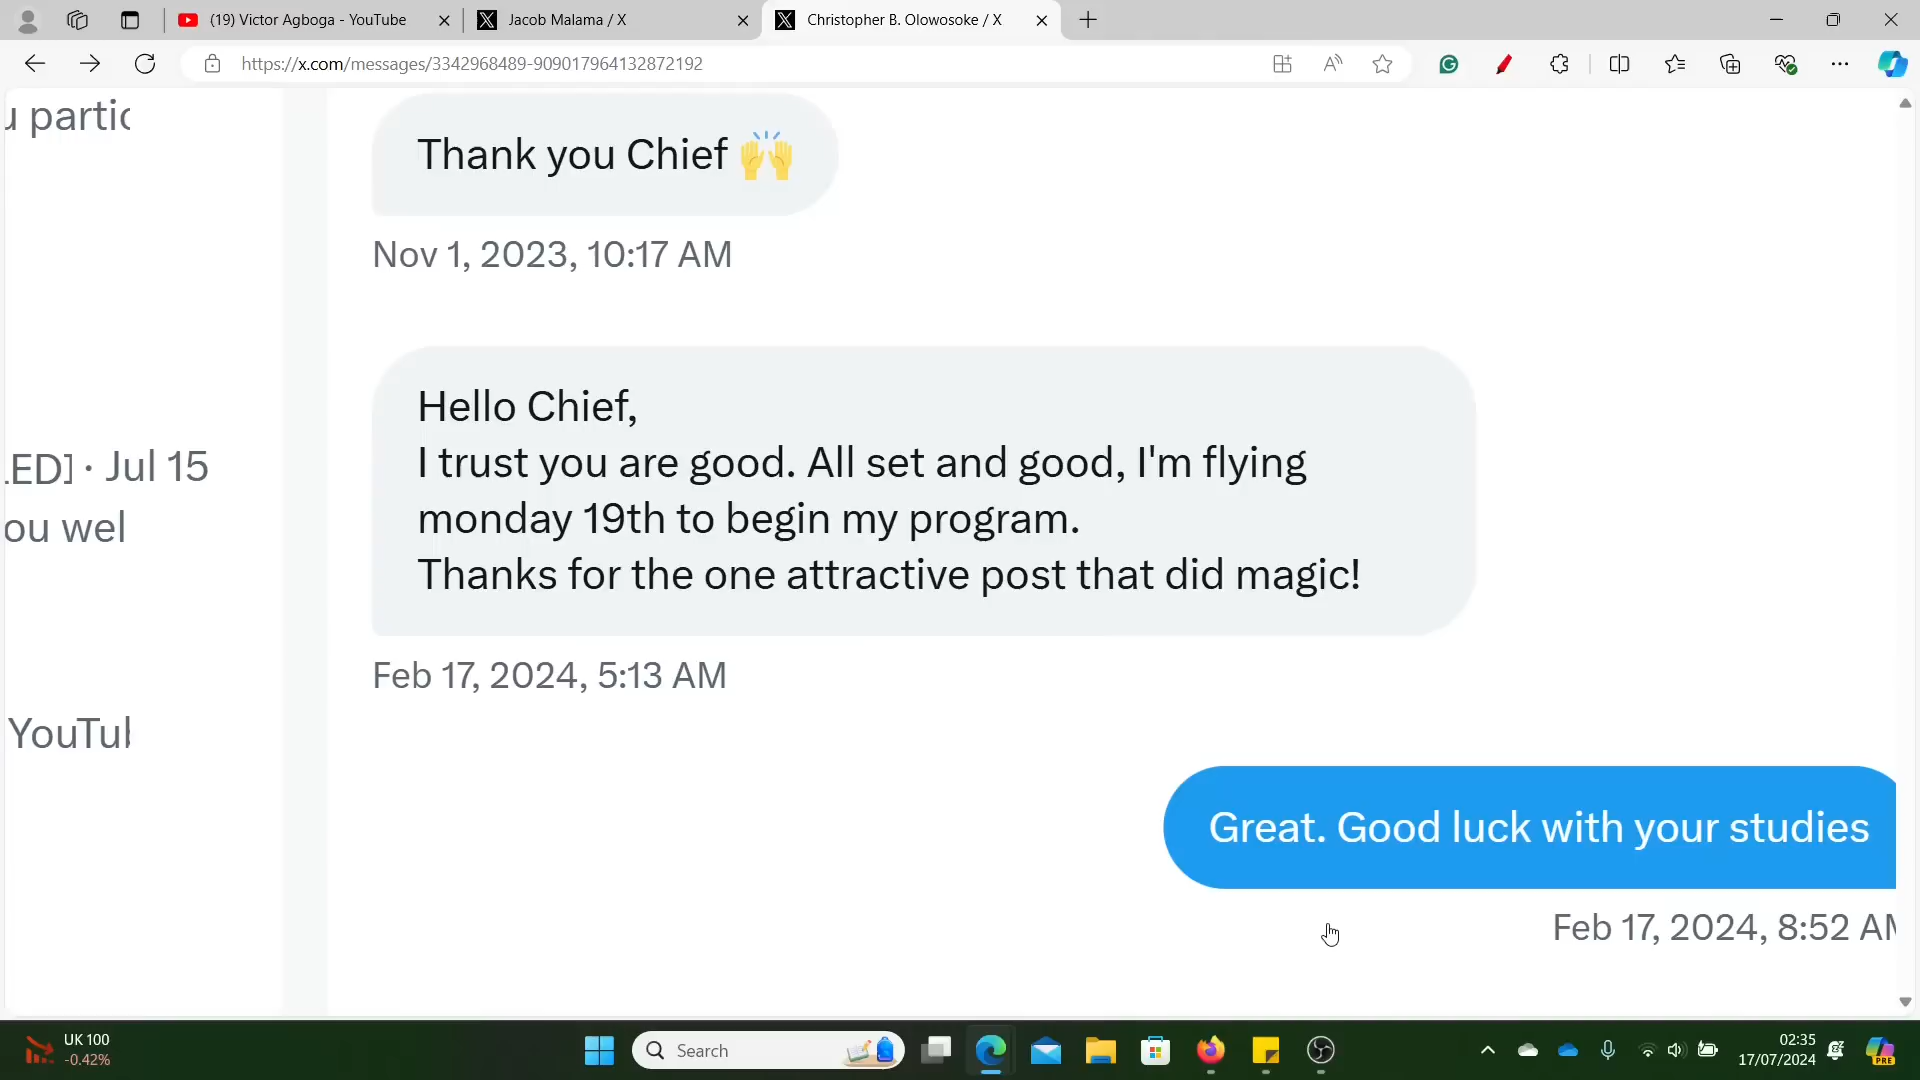 (19) Victor Agboga - YouTube
Jacob Malama / X
Christopher B. Olowosoke / X
https://x.com/messages/3342968489-909017964132872192
u partic
LED] · Jul 15
ou wel
YouTu
Thank you Chief 🙌
Nov 1, 2023, 10:17 AM
Hello Chief,
I trust you are good. All set and good, I'm flying
monday 19th to begin my program.
Thanks for the one attractive post that did magic!
Feb 17, 2024, 5:13 AM
Great. Good luck with your studies
Feb 17, 2024, 8:52 AM
UK 100
-0.42%
Search
02:35
17/07/2024
PRE